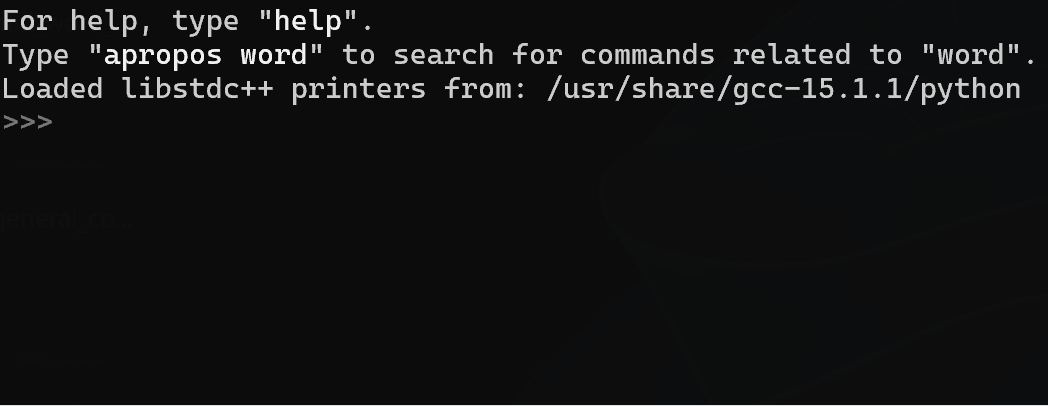 For help, type "help".
Type "apropos word" to search for commands related to "word".
Loaded libstdc++ printers from: /usr/share/gcc-15.1.1/python
>>>